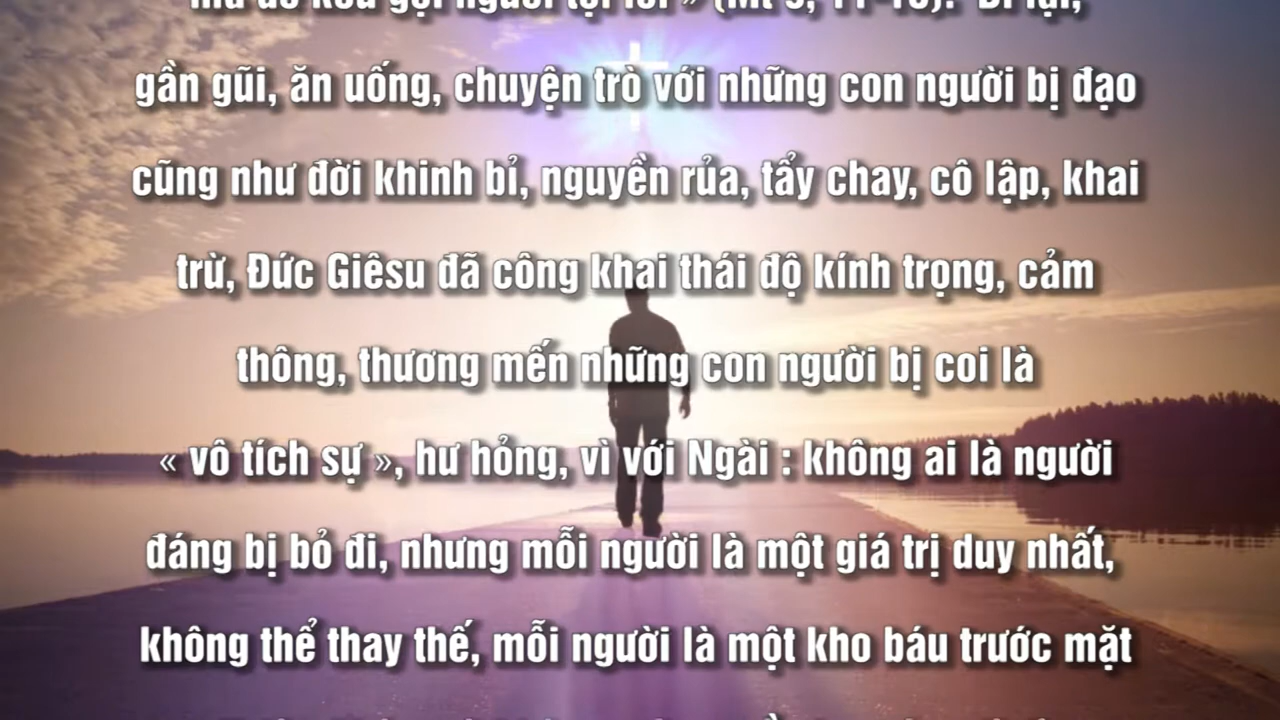 gần gũi, ăn uống, chuyện trò với những con người bị đạo
cũng như đời khinh bỉ, nguyền rủa, tẩy chay, cô lập, khai
trừ, Đức Giêsu đã công khai thái độ kính trọng, cảm
thông, thương mến những con người bị coi là
« vô tích sự », hư hỏng, vì với Ngài : không ai là người
đáng bị bỏ đi, nhưng mỗi người là một giá trị duy nhất,
không thể thay thế, mỗi người là một kho báu trước mặt